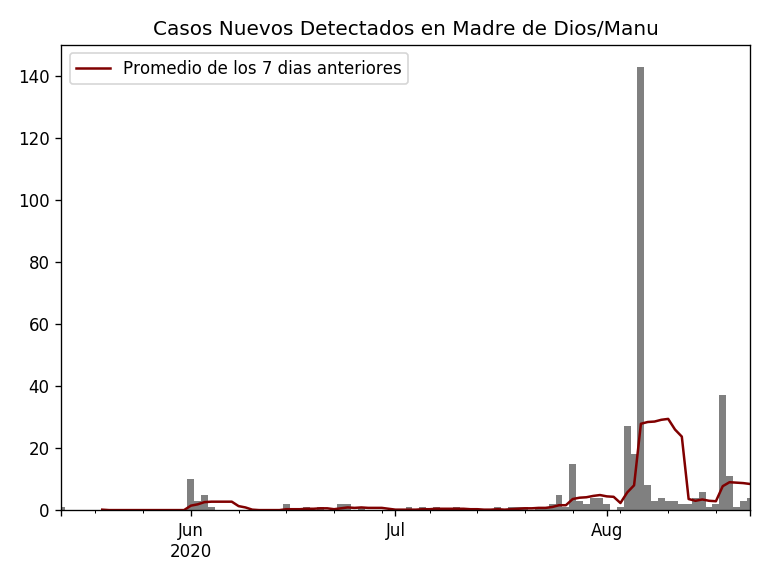 Casos Nuevos Detectados en Madre de Dios/Manu
Promedio de los 7 dias anteriores
140
120
100
80
60
40
20
0
Jun
2020
Jul
Aug